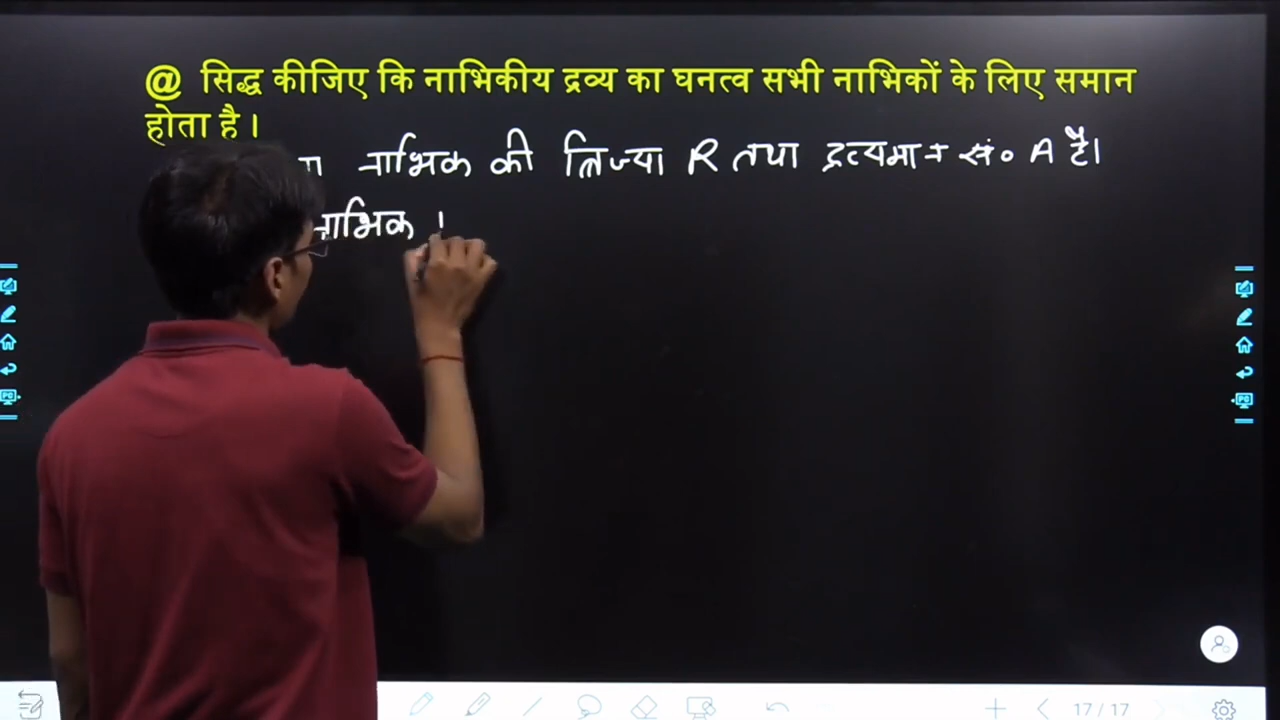 @ सिद्ध कीजिए कि नाभिकीय द्रव्य का घनत्व सभी नाभिकों के लिए समान
होता है ।
नाभिक की त्रिज्या R तथा द्रव्यमान सं० A है।
नाभिक
17 / 17